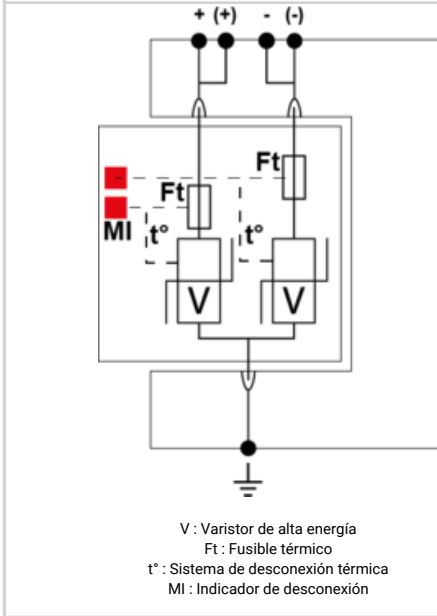 + (+) - (-)
Ft
Ft
MI t° t°
V V
V : Varistor de alta energía
Ft : Fusible térmico
t° : Sistema de desconexión térmica
MI : Indicador de desconexión